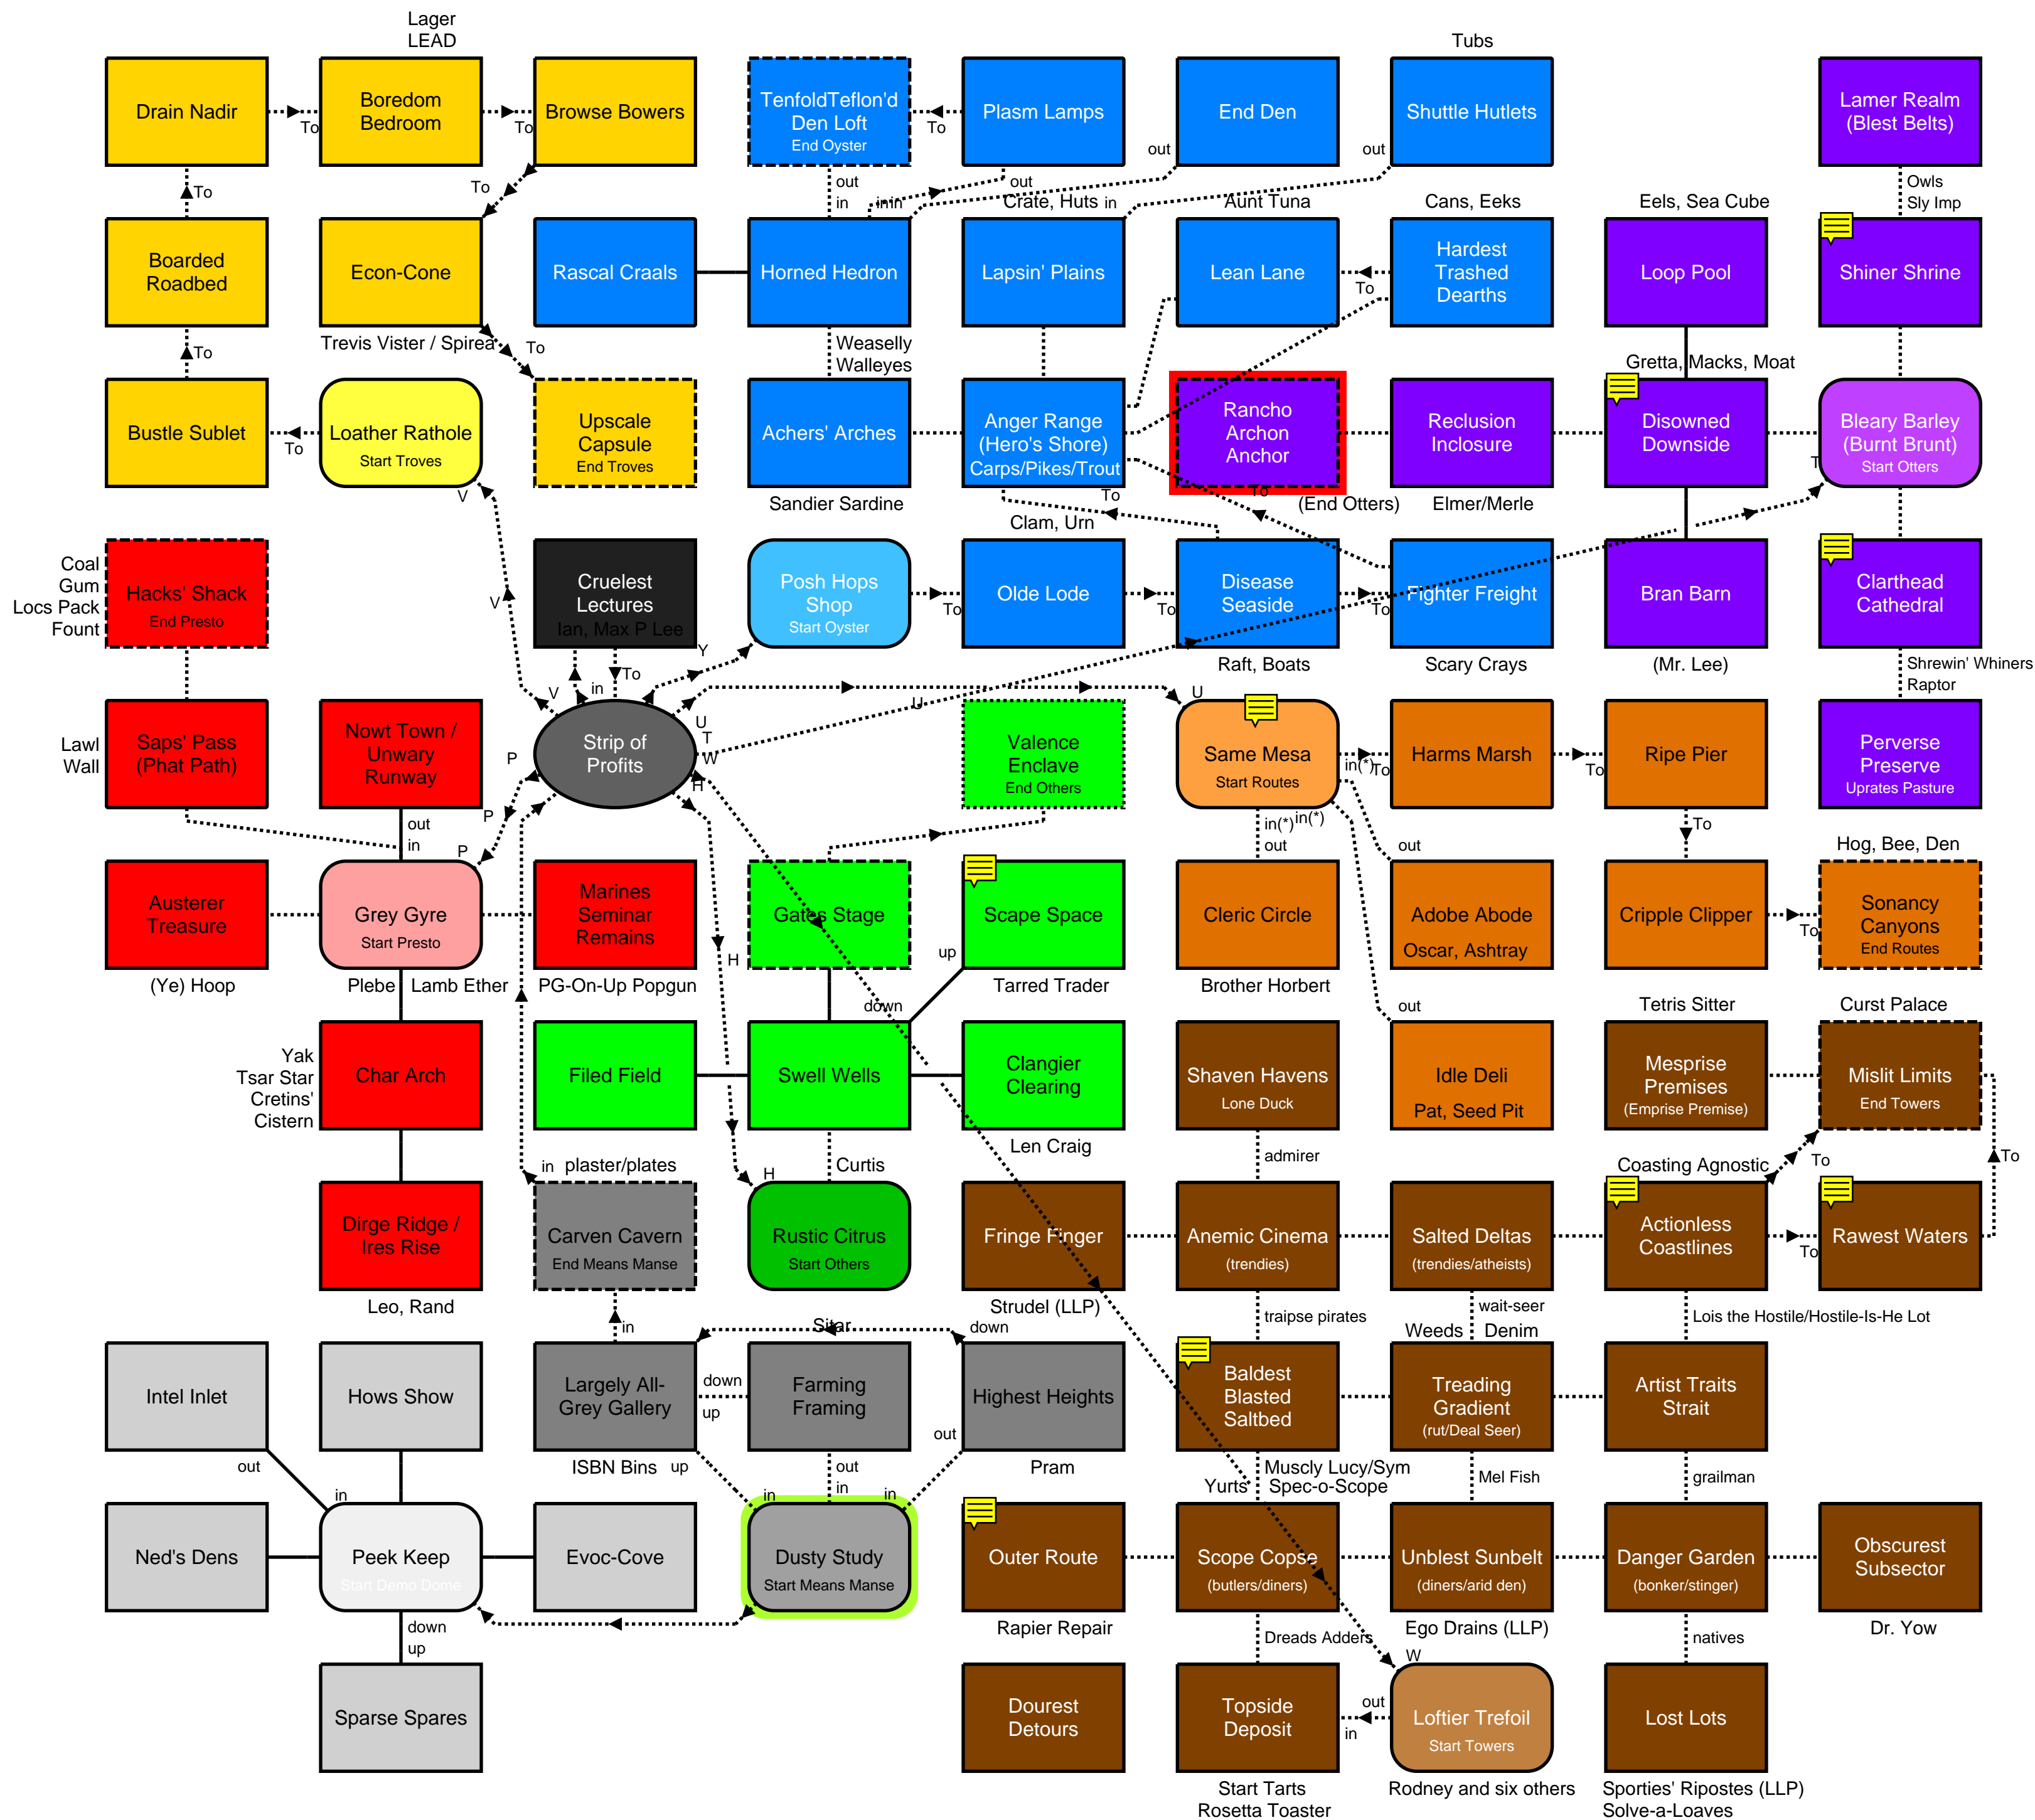 Lager
LEAD
Tubs
Drain Nadir
To
Boredom
Bedroom
To
Browse Bowers
TenfoldTeflon'd
Den Loft
End Oyster
To
Plasm Lamps
End Den
Shuttle Hutlets
Lamer Realm
(Blest Belts)
To
To
out
in
in
in
out
Crate, Huts
in
out
Aunt Tuna
out
Cans, Eeks
Eels, Sea Cube
Owls
Sly Imp
Boarded
Roadbed
Econ-Cone
Rascal Craals
Horned Hedron
Lapsin' Plains
Lean Lane
To
Hardest
Trashed
Dearths
Loop Pool
Shiner Shrine
To
Trevis Vister / Spirea
To
Weaselly
Walleyes
Gretta, Macks, Moat
Bustle Sublet
To
Loather Rathole
Start Troves
Upscale
Capsule
End Troves
Achers' Arches
Anger Range
(Hero's Shore)
Carps/Pikes/Trout
Rancho
Archon
Anchor
Reclusion
Inclosure
Disowned
Downside
Bleary Barley
(Burnt Brunt)
Start Otters
T
V
Sandier Sardine
To
To
(End Otters)
Elmer/Merle
Clam, Urn
Coal
Gum
Locs Pack
Fount
Hacks' Shack
End Presto
V
Cruelest
Lectures
Ian, Max P Lee
Posh Hops
Shop
Start Oyster
To
Olde Lode
To
Disease
Seaside
To
Fighter Freight
Bran Barn
Clarthead
Cathedral
Y
To
in
V
Raft, Boats
Scary Crays
(Mr. Lee)
Shrewin' Whiners
Raptor
Lawl
Wall
Saps' Pass
(Phat Path)
Nowt Town /
Unwary
Runway
P
Strip of
Profits
U
T
W
H
U
U
Valence
Enclave
End Others
Same Mesa
Start Routes
in(*)
To
Harms Marsh
To
Ripe Pier
Perverse
Preserve
Uprates Pasture
P
out
in
P
in(*)
in(*)
out
out
To
Hog, Bee, Den
Austerer
Treasure
Grey Gyre
Start Presto
Marines
Seminar
Remains
H
Gates Stage
up
Scape Space
Cleric Circle
Adobe Abode
Oscar, Ashtray
Cripple Clipper
To
Sonancy
Canyons
End Routes
(Ye) Hoop
Plebe
Lamb Ether
PG-On-Up Popgun
down
Tarred Trader
Brother Horbert
out
Tetris Sitter
Curst Palace
Yak
Tsar Star
Cretins'
Cistern
Char Arch
Filed Field
Swell Wells
Clangier
Clearing
Shaven Havens
Lone Duck
Idle Deli
Pat, Seed Pit
Mesprise
Premises
(Emprise Premise)
Mislit Limits
End Towers
in
plaster/plates
H
Curtis
Len Craig
admirer
Coasting Agnostic
To
To
Dirge Ridge /
Ires Rise
Carven Cavern
End Means Manse
Rustic Citrus
Start Others
Fringe Finger
Anemic Cinema
(trendies)
Salted Deltas
(trendies/atheists)
Actionless
Coastlines
To
Rawest Waters
Leo, Rand
in
Sitar
down
Strudel (LLP)
traipse pirates
wait-seer
Weeds
Denim
Lois the Hostile/Hostile-Is-He Lot
Intel Inlet
Hows Show
Largely All-
Grey Gallery
down
up
Farming
Framing
Highest Heights
Baldest
Blasted
Saltbed
Treading
Gradient
(rut/Deal Seer)
Artist Traits
Strait
out
in
ISBN Bins
up
in
out
in
in
out
Pram
Muscly Lucy/Sym
Yurts
Spec-o-Scope
Mel Fish
grailman
Ned's Dens
Peek Keep
Start Demo Dome
Evoc-Cove
Dusty Study
Start Means Manse
Outer Route
Scope Copse
(butlers/diners)
Unblest Sunbelt
(diners/arid den)
Danger Garden
(bonker/stinger)
Obscurest
Subsector
down
up
Rapier Repair
Dreads Adders
Ego Drains (LLP)
W
natives
Dr. Yow
Sparse Spares
Dourest
Detours
Topside
Deposit
out
in
Loftier Trefoil
Start Towers
Lost Lots
Start Tarts
Rosetta Toaster
Rodney and six others
Sporties' Ripostes (LLP)
Solve-a-Loaves